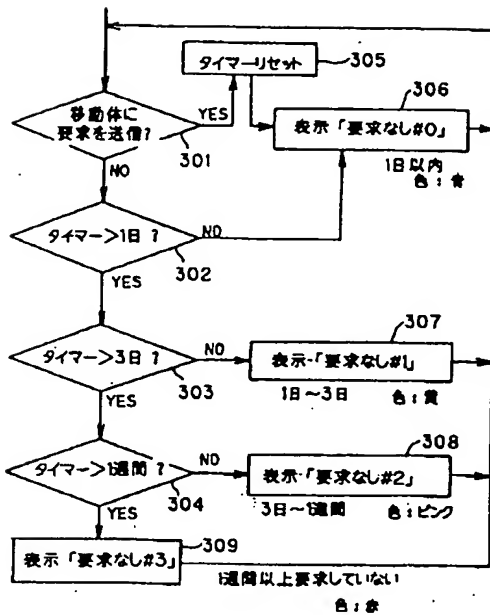 305
タイマーリセット
306
移動体に
要求を送信?
YES
301
表示「要求なし#0」
1日以内
色:青
NO
タイマー>1日?
NO
302
YES
307
タイマー>3日?
NO
表示「要求なし#1」
303
1日~3日
色:黄
YES
308
タイマー>1週間?
NO
表示「要求なし#2」
304
3日~1週間
色:ピンク
YES
309
表示「要求なし#3」
1週間以上要求していない
色:赤